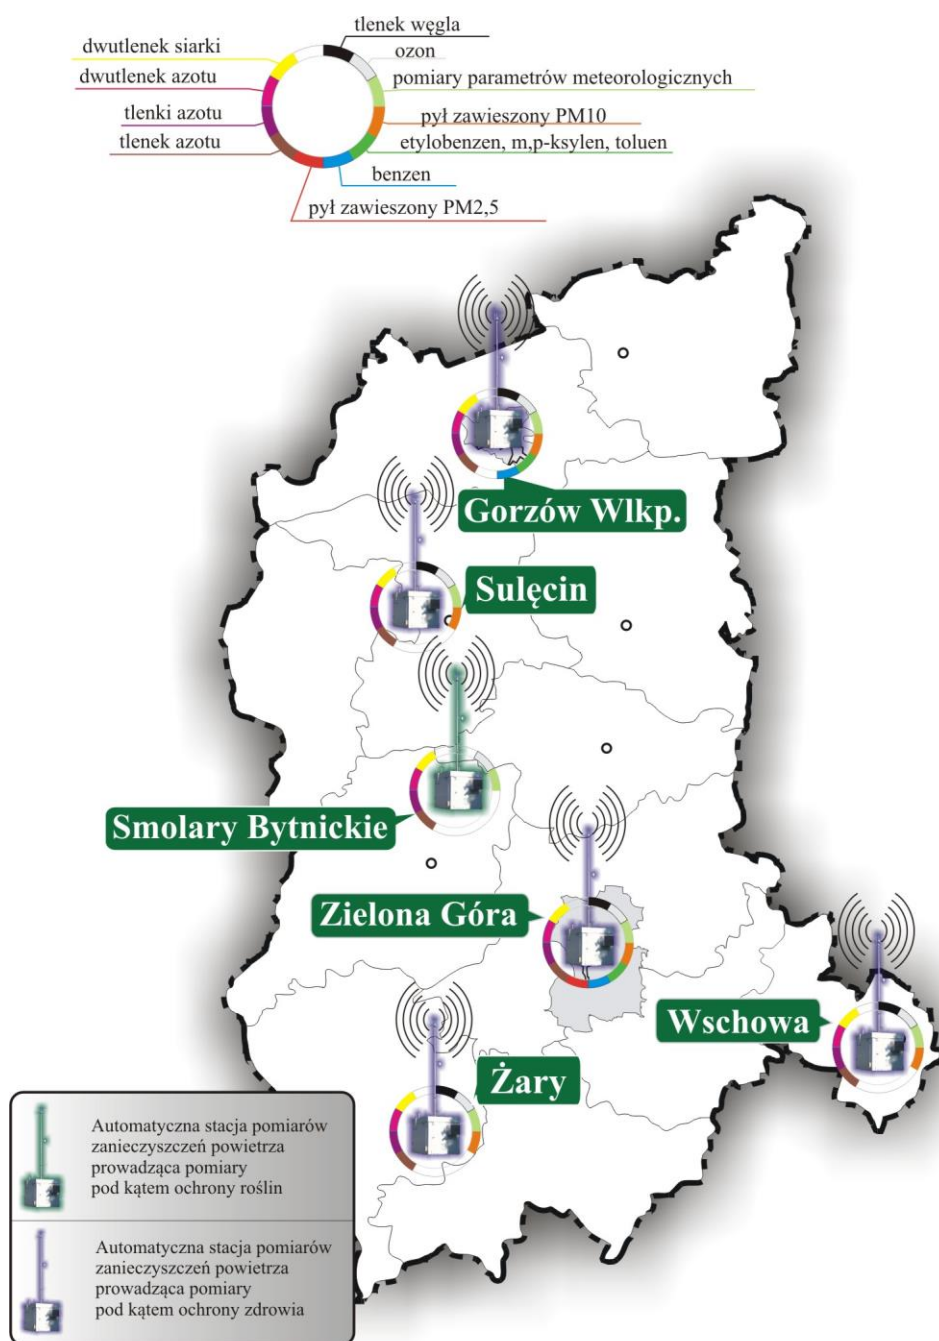 tlenek węgla
dwutlenek siarki
ozon
dwutlenek azotu
pomiary parametrów meteorologicznych
tlenki azotu
pył zawieszony PM10
tlenek azotu
etylobenzen, m,p-ksylen, toluen
benzen
pył zawieszony PM2,5
Gorzów Wlkp.
Sulęcin
Smolary Bytnickie
Zielona Góra
Wschowa
Żary
Automatyczna stacja pomiarów
zanieczyszczeń powietrza
prowadząca pomiary
pod kątem ochrony roślin
Automatyczna stacja pomiarów
zanieczyszczeń powietrza
prowadząca pomiary
pod kątem ochrony zdrowia